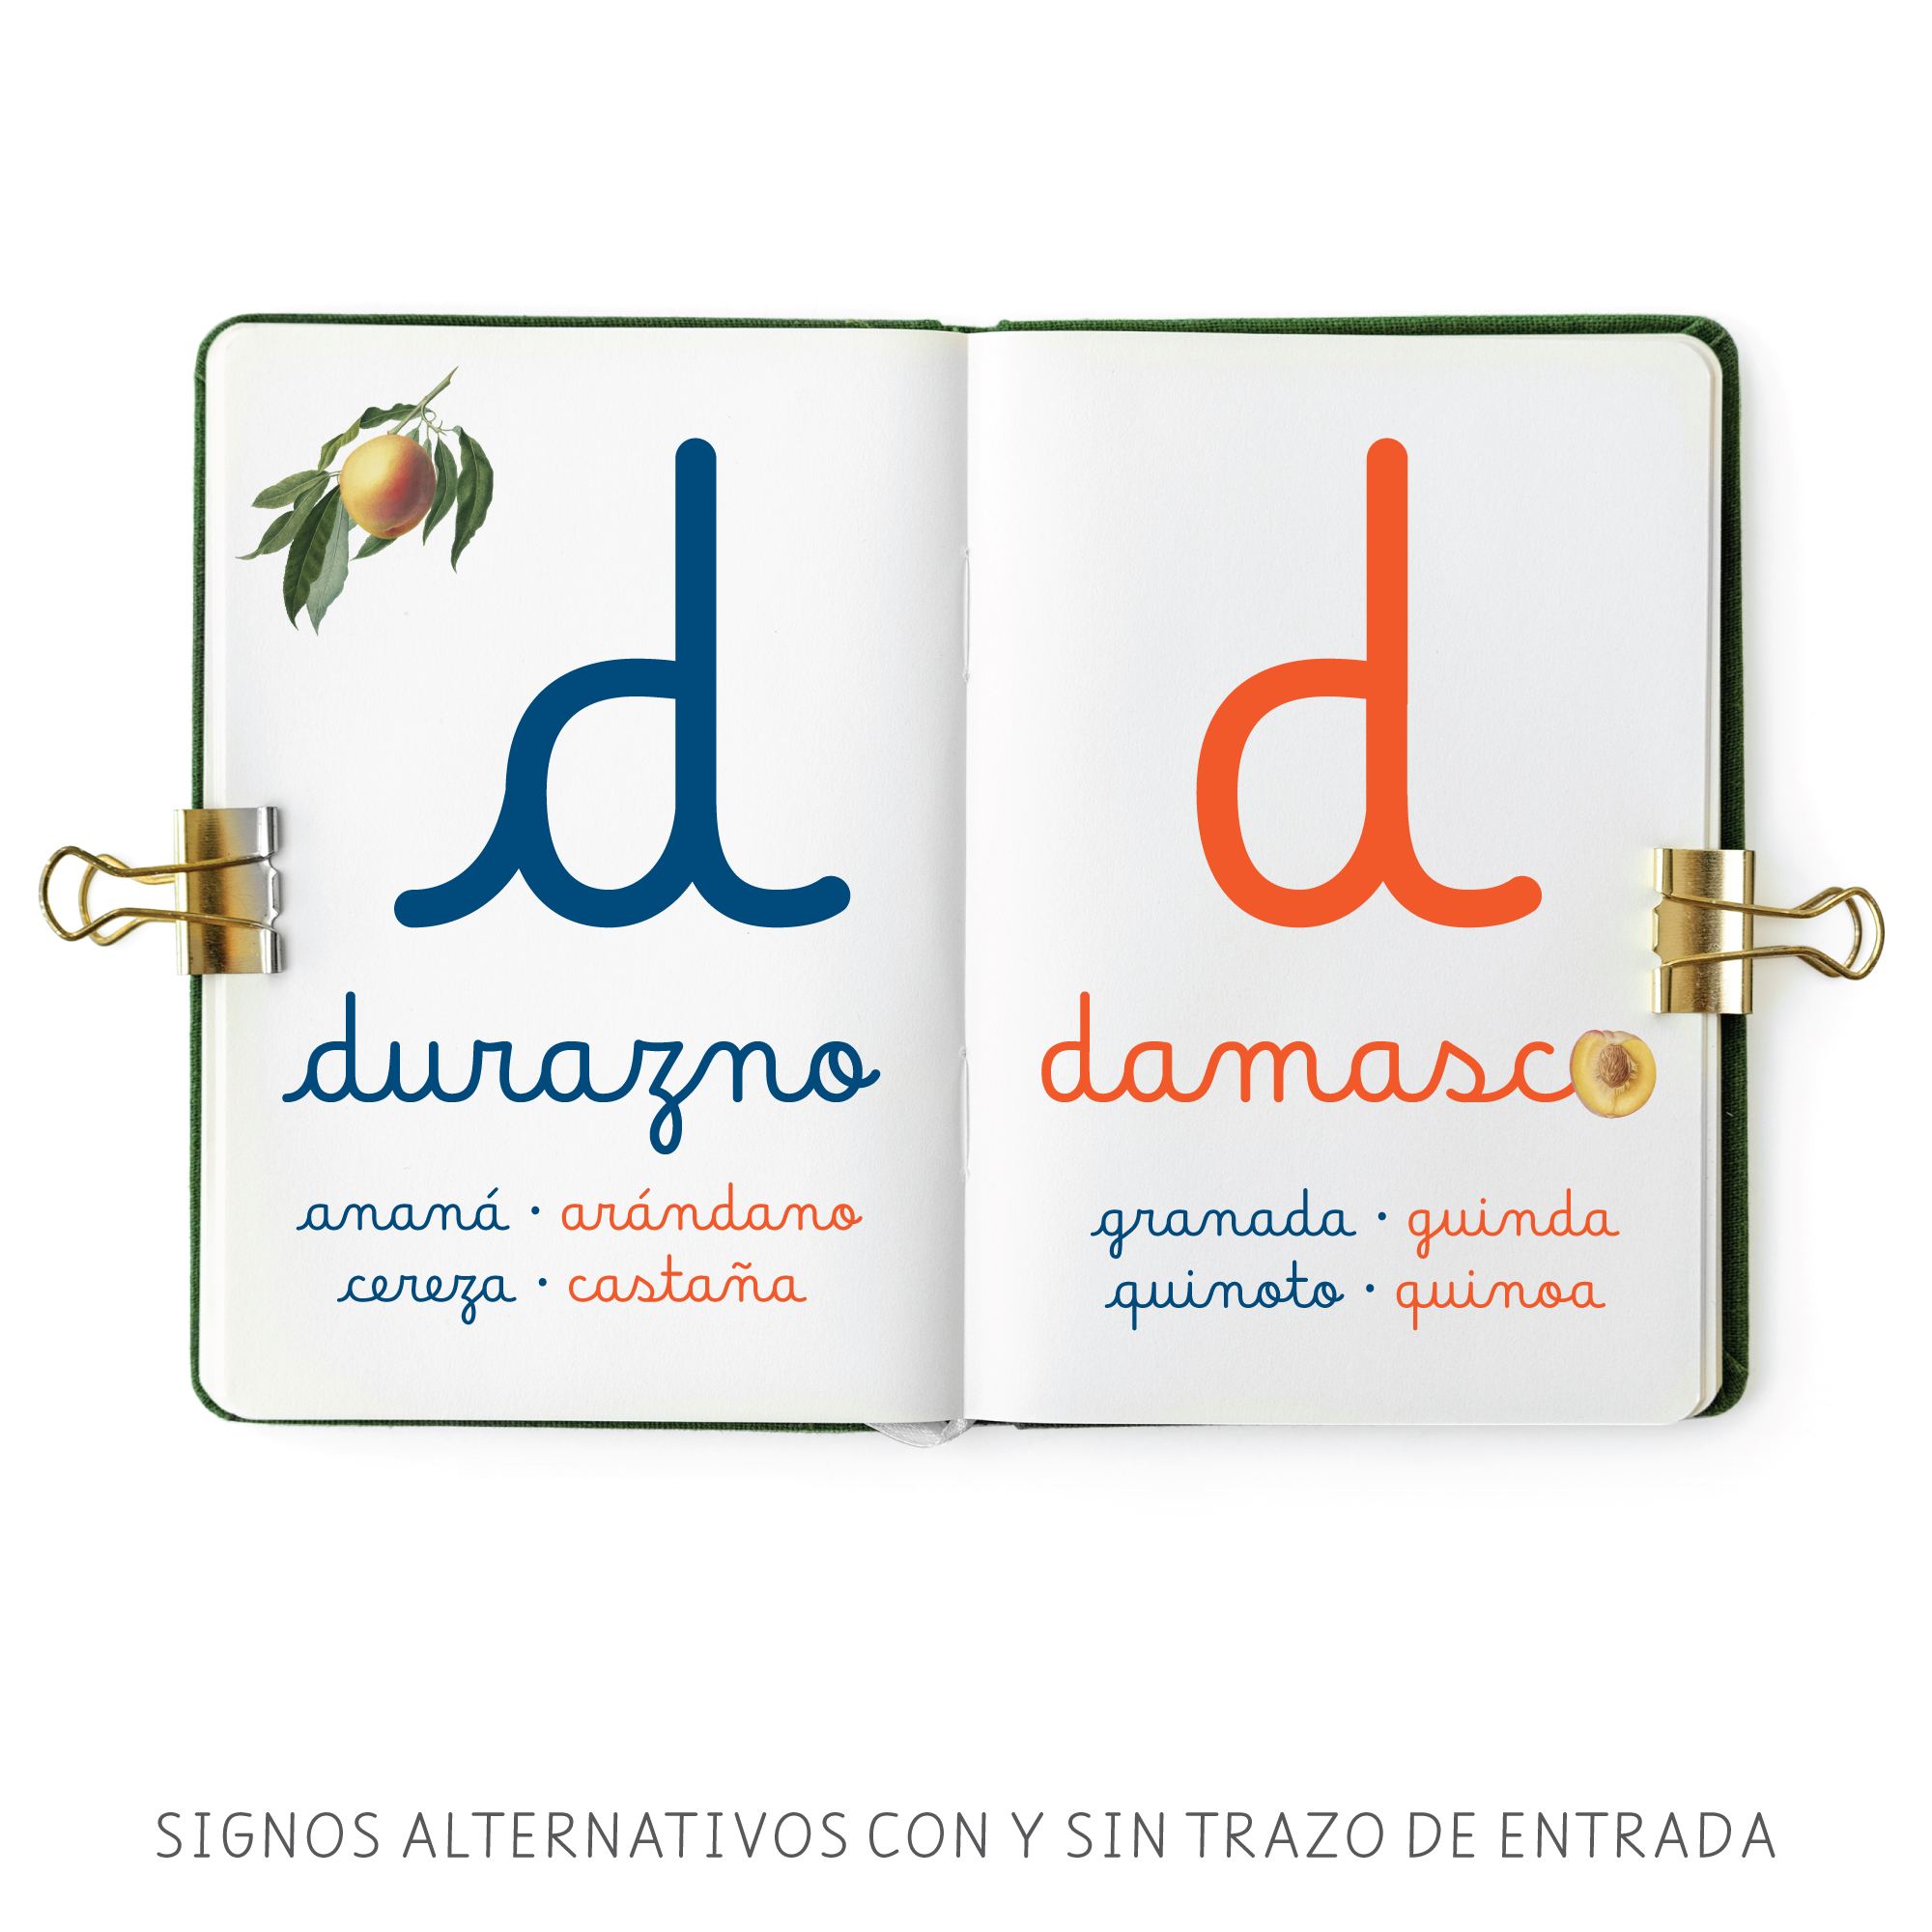 d
durazno
ananá · arándano
cereza · castaña
d
damasco
granada · guinda
quinoto · quinoa
SIGNOS ALTERNATIVOS CON Y SIN TRAZO DE ENTRADA